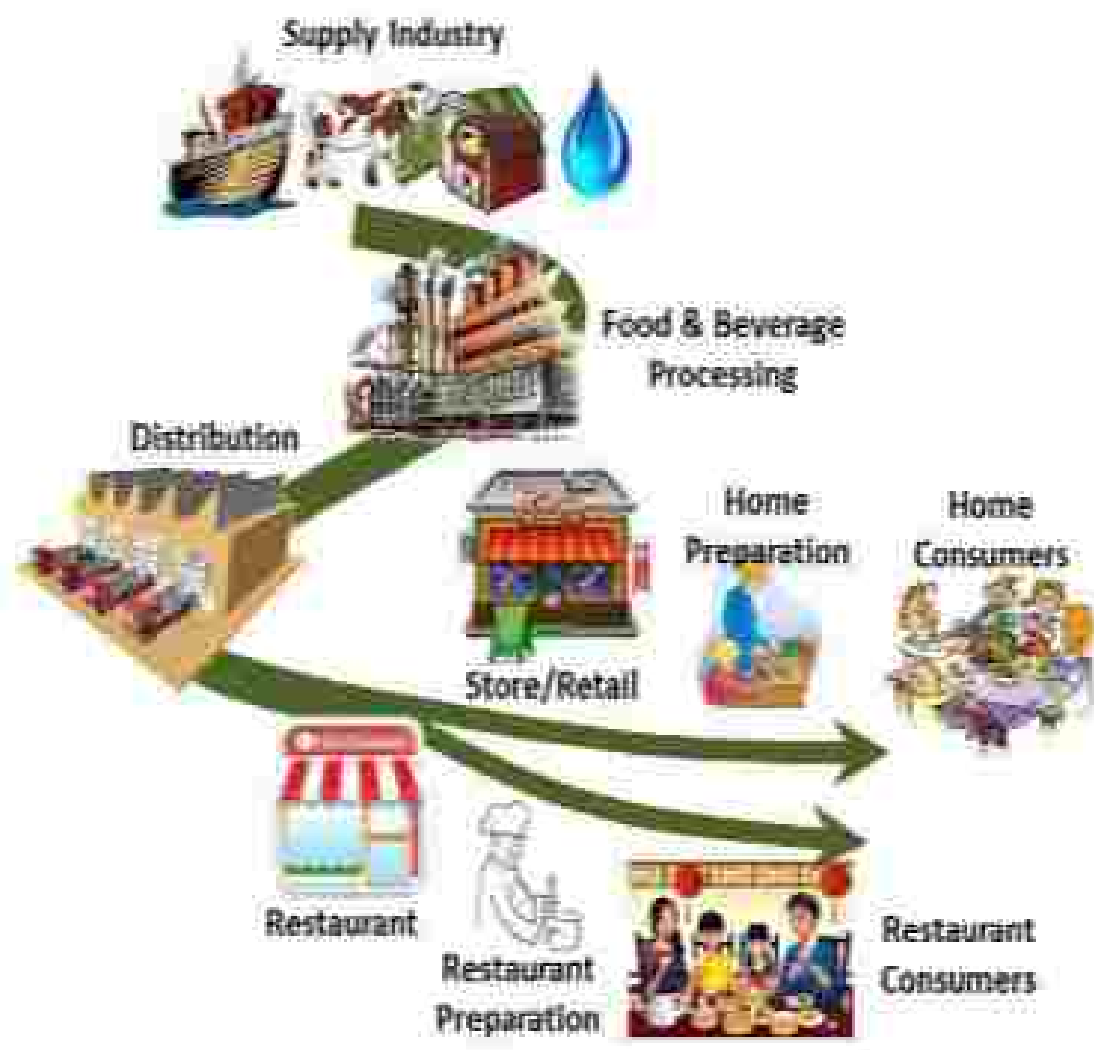 Supply Industry
Food & Beverage
Processing
Distribution
Home
Preparation
Home
Consumers
Store/Retail
Restaurant
Restaurant
Preparation
Restaurant
Consumers